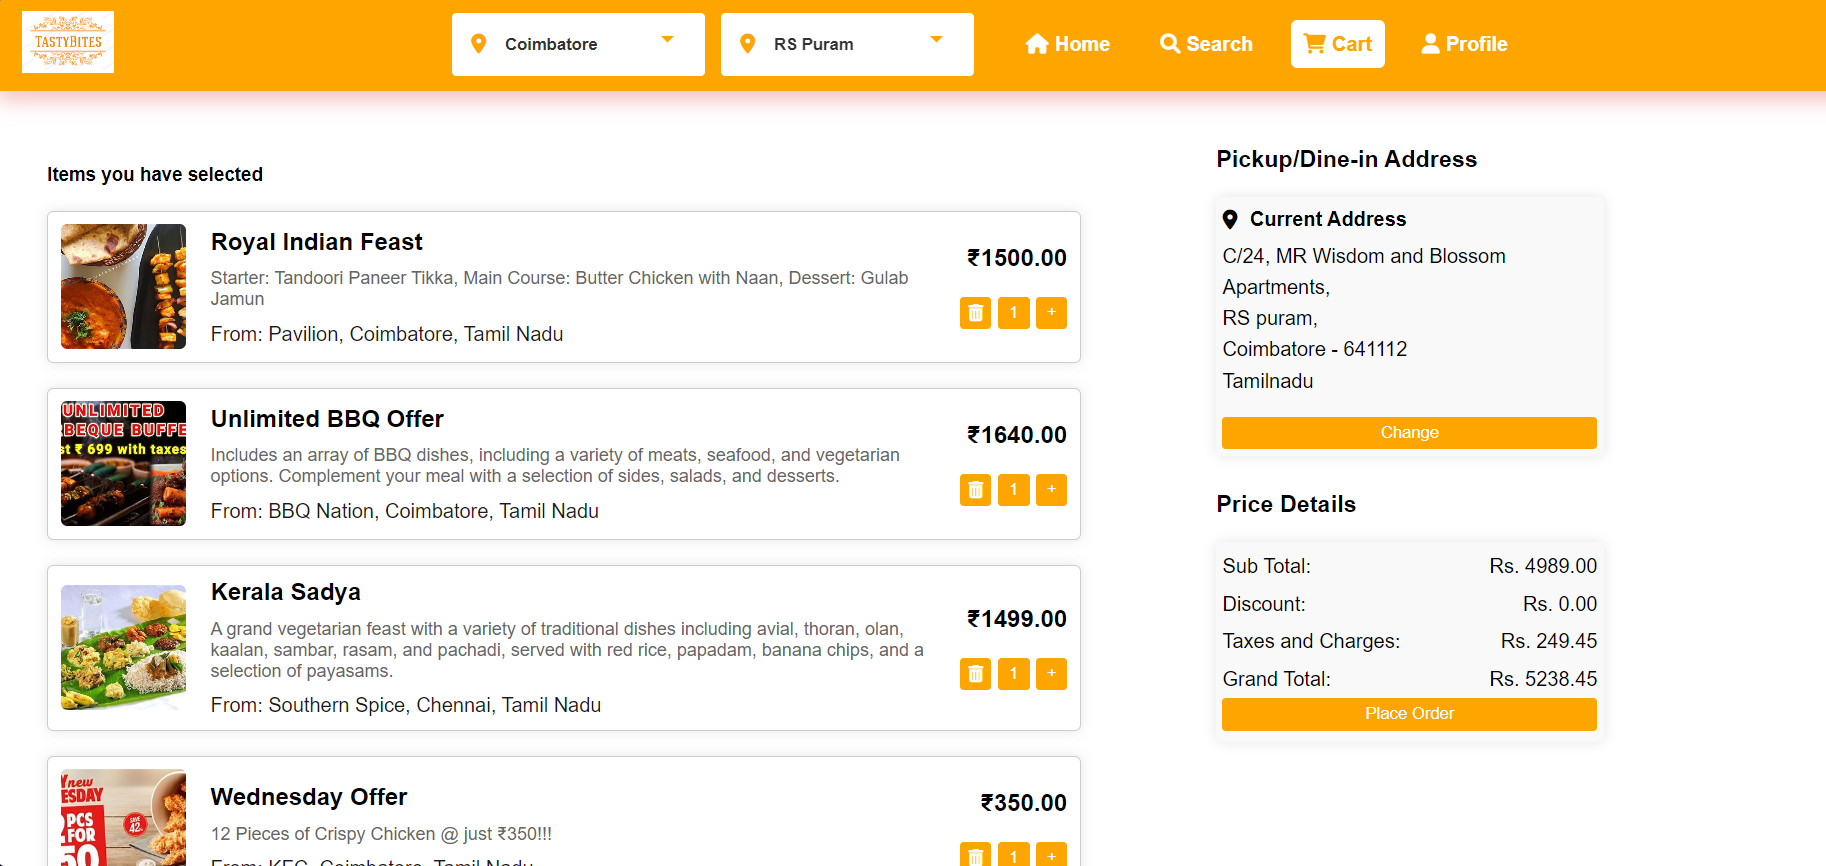 TASTYBITES
Coimbatore
RS Puram
Home
Search
Cart
Profile
Items you have selected
Royal Indian Feast
Starter: Tandoori Paneer Tikka, Main Course: Butter Chicken with Naan, Dessert: Gulab
Jamun
From: Pavilion, Coimbatore, Tamil Nadu
₹1500.00
1
+
UNLIMITED
BEQUE BUFFE
st ₹ 699 with taxes
Unlimited BBQ Offer
Includes an array of BBQ dishes, including a variety of meats, seafood, and vegetarian
options. Complement your meal with a selection of sides, salads, and desserts.
From: BBQ Nation, Coimbatore, Tamil Nadu
₹1640.00
1
+
Kerala Sadya
A grand vegetarian feast with a variety of traditional dishes including avial, thoran, olan,
kaalan, sambar, rasam, and pachadi, served with red rice, papadam, banana chips, and a
selection of payasams.
From: Southern Spice, Chennai, Tamil Nadu
₹1499.00
1
+
new
ESDAY
PCS
FOR
50
SAVE
42
Wednesday Offer
12 Pieces of Crispy Chicken @ just ₹350!!!
From: KFC, Coimbatore, Tamil Nadu
₹350.00
1
+
Pickup/Dine-in Address
Current Address
C/24, MR Wisdom and Blossom
Apartments,
RS puram,
Coimbatore - 641112
Tamilnadu
Change
Price Details
Sub Total: Rs. 4989.00
Discount: Rs. 0.00
Taxes and Charges: Rs. 249.45
Grand Total: Rs. 5238.45
Place Order